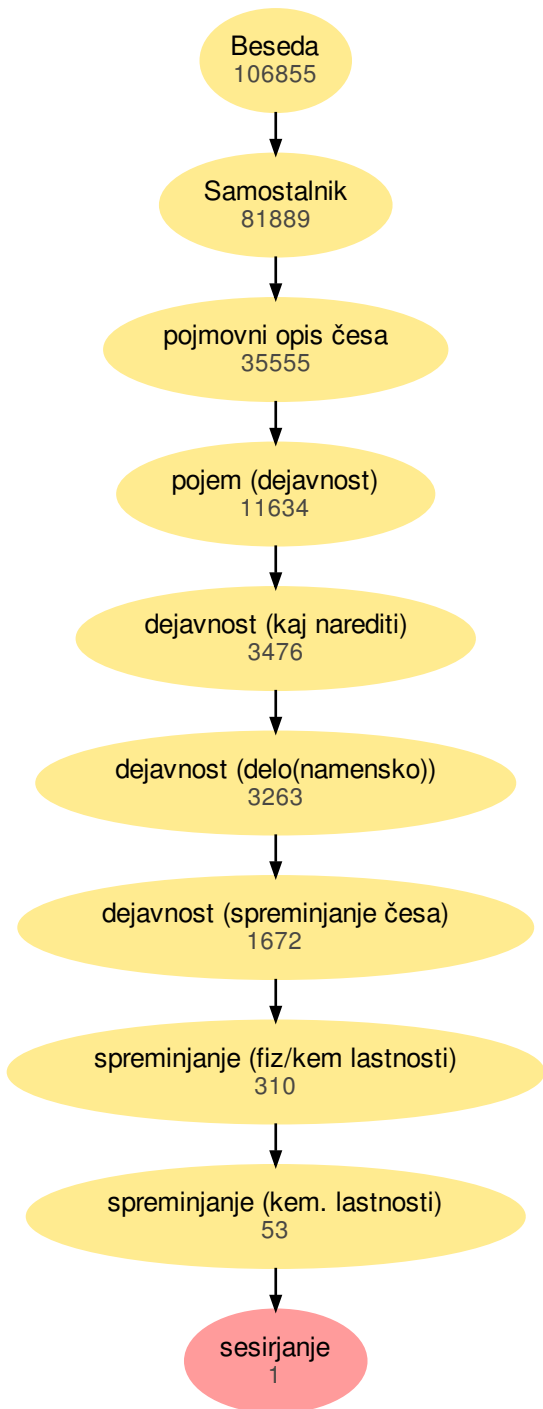 Beseda
106855
Samostalnik
81889
pojmovni opis česa
35555
pojem (dejavnost)
11634
dejavnost (kaj narediti)
3476
dejavnost (delo(namensko))
3263
dejavnost (spreminjanje česa)
1672
spreminjanje (fiz/kem lastnosti)
310
spreminjanje (kem. lastnosti)
53
sesirjanje
1